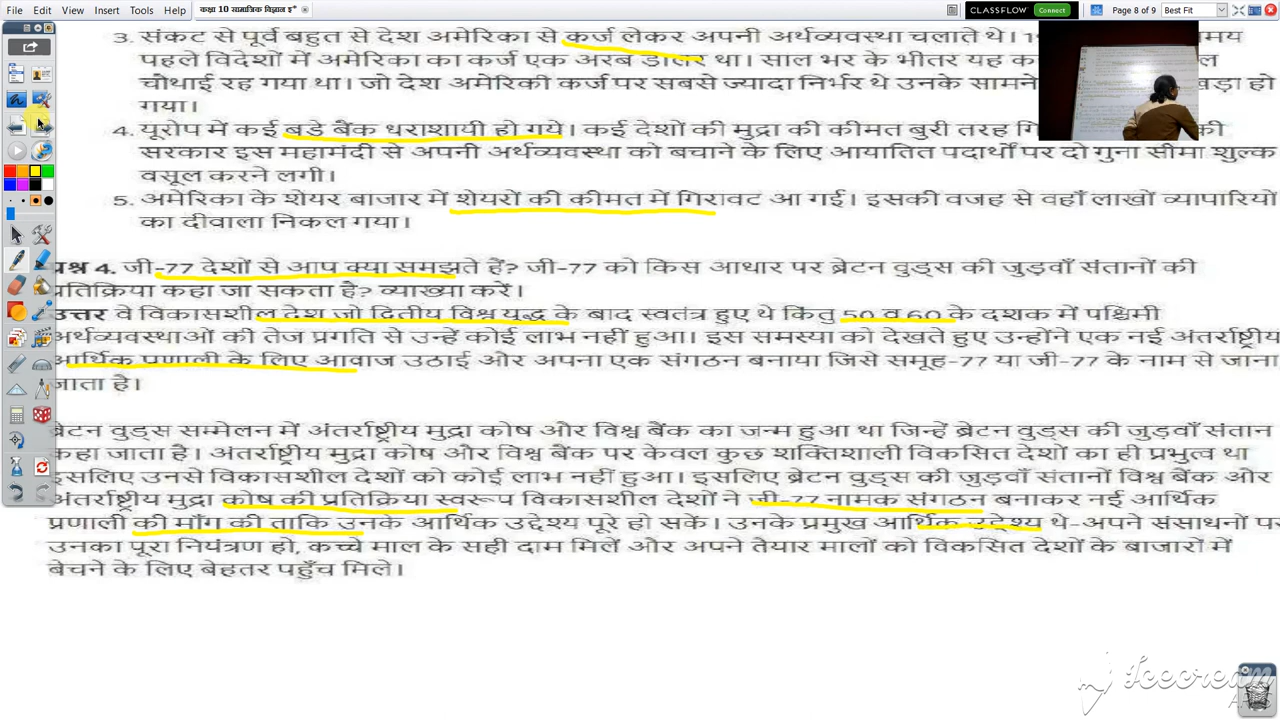 File Edit View Insert Tools Help कक्षा 10 सामाजिक विज्ञान इ* CLASSFLOW Connect Page 8 of 9 Best Fit
3. संकट से पूर्व बहुत से देश अमेरिका से कर्ज लेकर अपनी अर्थव्यवस्था चलाते थे।
पहले विदेशों में अमेरिका का कर्ज एक अरब डालर था। साल भर के भीतर यह
चौथाई रह गया था। जो देश अमेरिकी कर्ज पर सबसे ज्यादा निर्भर थे उनके सामने ड़ा हो
गया।
4. यूरोप में कई बड़े बैंक धराशायी हो गये। कई देशों की मुद्रा की कीमत बुरी तरह की
सरकार इस महामंदी से अपनी अर्थव्यवस्था को बचाने के लिए आयातित पदार्थों पर दो गुना सीमा शुल्क
वसूल करने लगी।
5. अमेरिका के शेयर बाजार में शेयरों की कीमत में गिरावट आ गई। इसकी वजह से वहाँ लाखों व्यापारियों
का दीवाला निकल गया।
प्रश्न 4. जी-77 देशों से आप क्या समझते हैं? जी-77 को किस आधार पर ब्रेटन वुड्स की जुड़वाँ संतानों की
प्रतिक्रिया कहा जा सकता है? व्याख्या करें।
उत्तर वे विकासशील देश जो द्वितीय विश्व युद्ध के बाद स्वतंत्र हुए थे किंतु 50 व 60 के दशक में पश्चिमी
अर्थव्यवस्थाओं की तेज प्रगति से उन्हें कोई लाभ नहीं हुआ। इस समस्या को देखते हुए उन्होंने एक नई अंतर्राष्ट्रीय
आर्थिक प्रणाली के लिए आवाज उठाई और अपना एक संगठन बनाया जिसे समूह-77 या जी-77 के नाम से जाना
जाता है।
ब्रेटन वुड्स सम्मेलन में अंतर्राष्ट्रीय मुद्रा कोष और विश्व बैंक का जन्म हुआ था जिन्हें ब्रेटन वुड्स की जुड़वाँ संतान
कहा जाता है। अंतर्राष्ट्रीय मुद्रा कोष और विश्व बैंक पर केवल कुछ शक्तिशाली विकसित देशों का ही प्रभुत्व था
इसलिए उनसे विकासशील देशों को कोई लाभ नहीं हुआ। इसलिए ब्रेटन वुड्स की जुड़वाँ संतानों विश्व बैंक और
अंतर्राष्ट्रीय मुद्रा कोष की प्रतिक्रिया स्वरूप विकासशील देशों ने जी-77 नामक संगठन बनाकर नई आर्थिक
प्रणाली की माँग की ताकि उनके आर्थिक उद्देश्य पूरे हो सकें। उनके प्रमुख आर्थिक उद्देश्य थे-अपने संसाधनों पर
उनका पूरा नियंत्रण हो, कच्चे माल के सही दाम मिलें और अपने तैयार मालों को विकसित देशों के बाजारों में
बेचने के लिए बेहतर पहुँच मिले।
Icecream
APPS